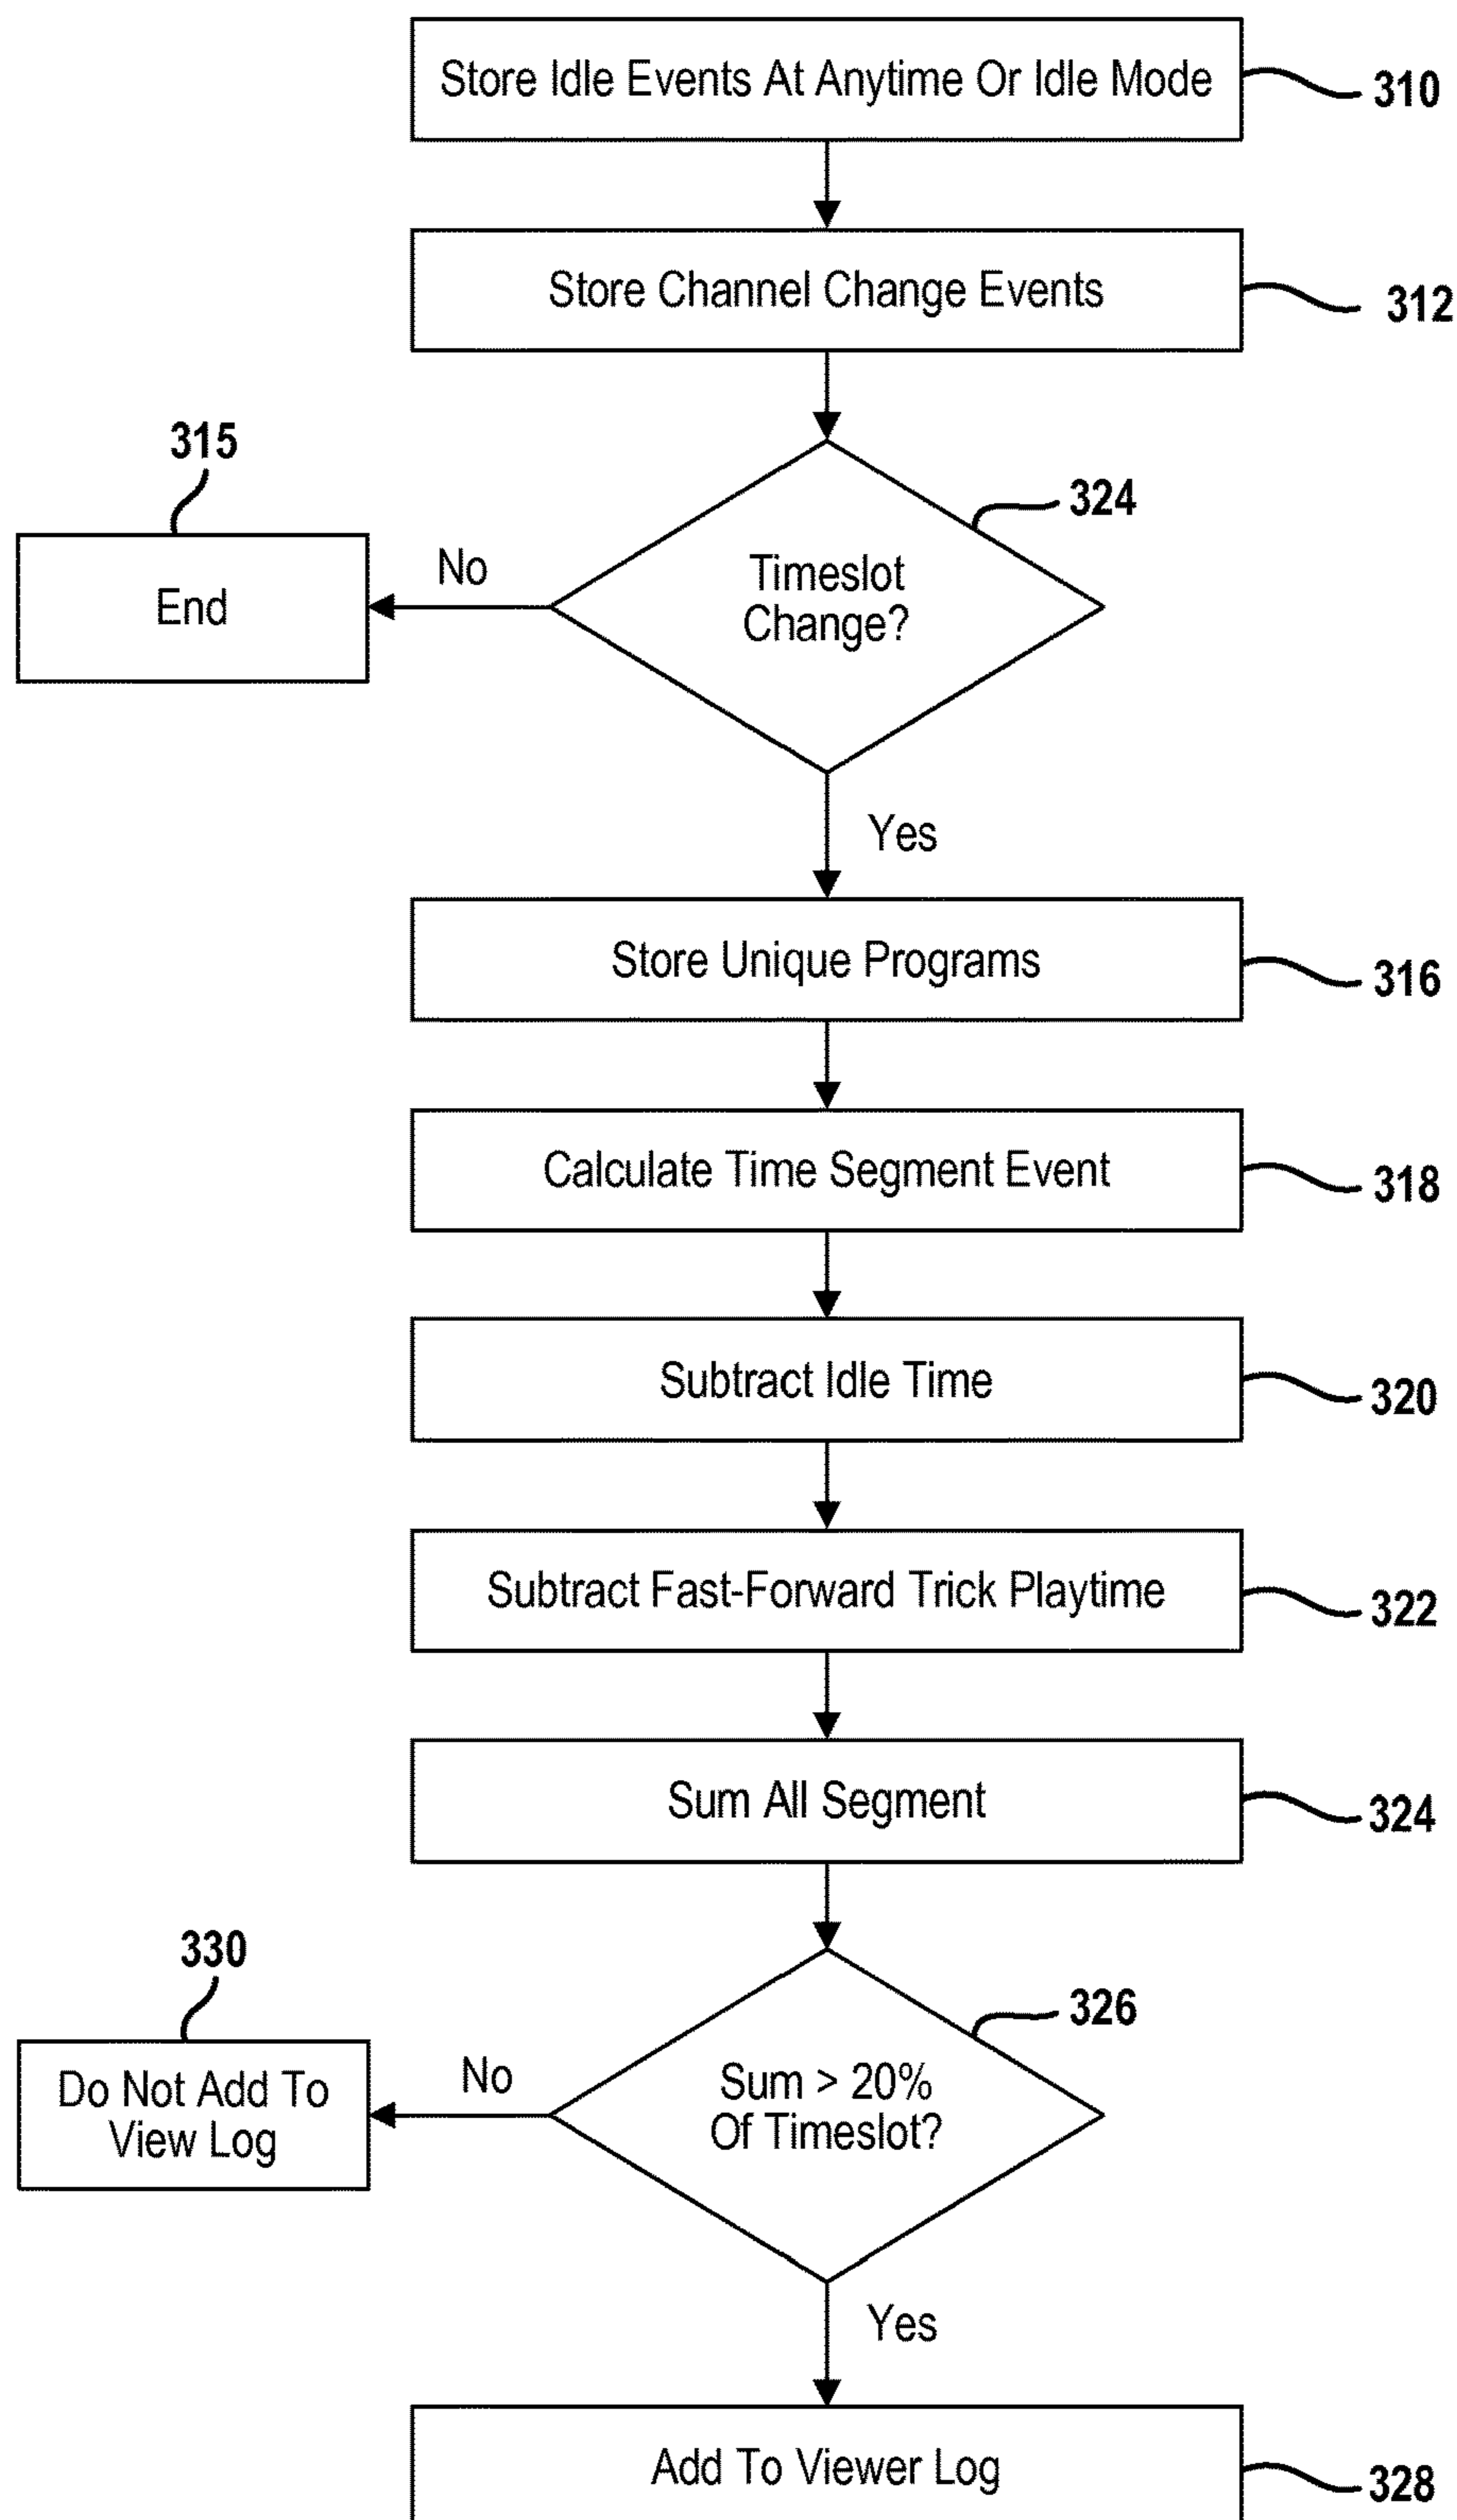 Store Idle Events At Anytime Or Idle Mode
310
Store Channel Change Events
312
315
324
End
No
Timeslot
Change?
Yes
Store Unique Programs
316
Calculate Time Segment Event
318
Subtract Idle Time
320
Subtract Fast-Forward Trick Playtime
322
Sum All Segment
324
330
326
Do Not Add To
View Log
No
Sum > 20%
Of Timeslot?
Yes
Add To Viewer Log
328